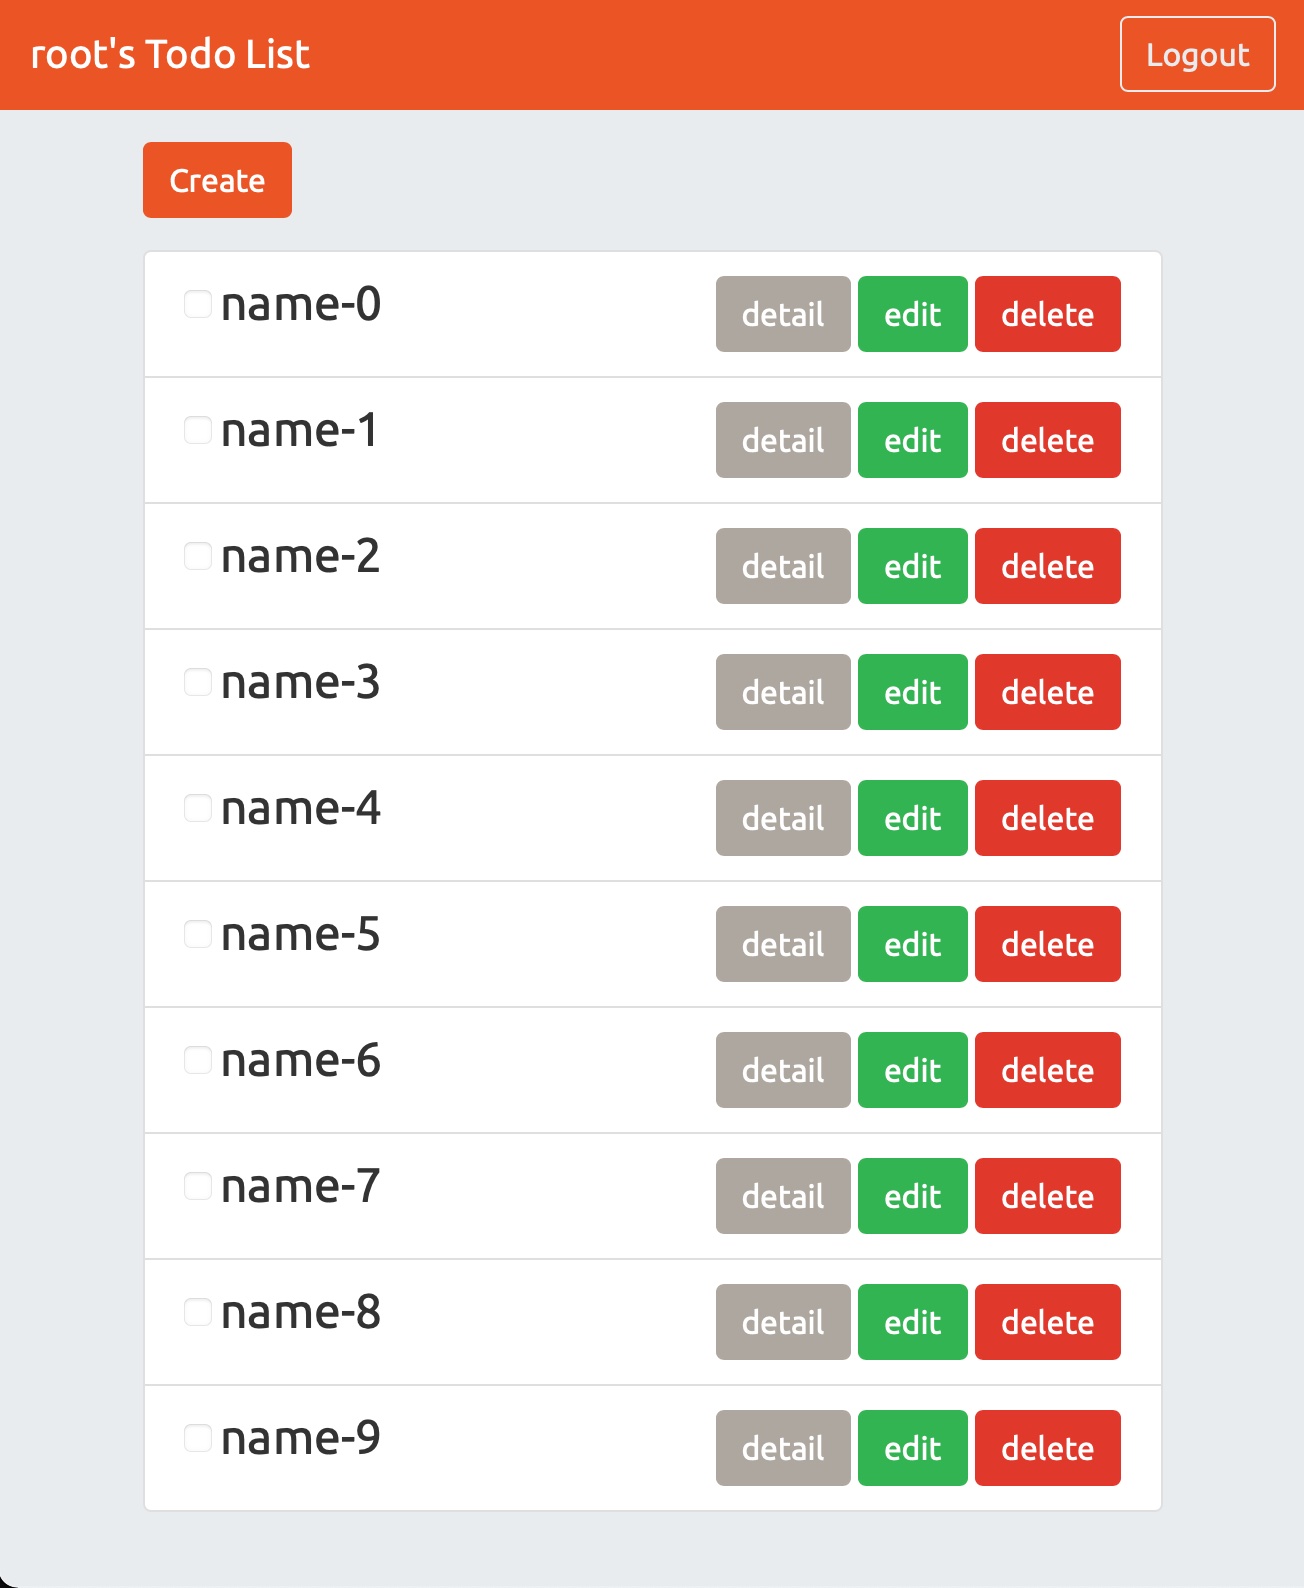 root's Todo List Logout
Create
name-0 detail edit delete
name-1 detail edit delete
name-2 detail edit delete
name-3 detail edit delete
name-4 detail edit delete
name-5 detail edit delete
name-6 detail edit delete
name-7 detail edit delete
name-8 detail edit delete
name-9 detail edit delete